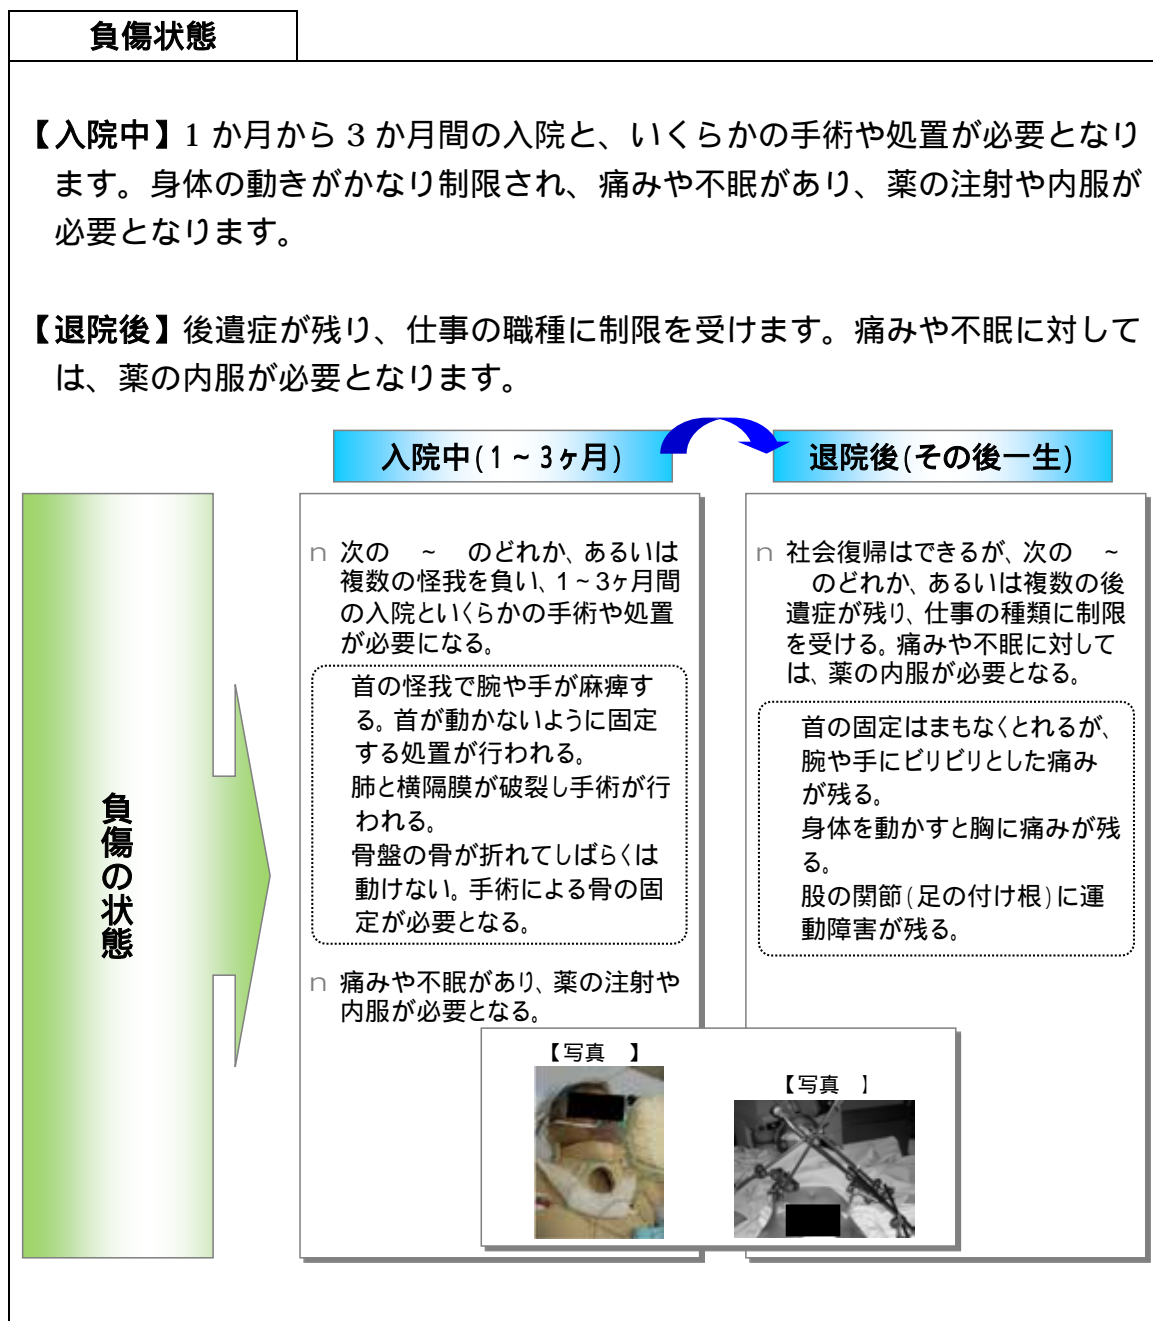 負傷状態
【入院中】1 か月から 3 か月間の入院と、いくらかの手術や処置が必要となり
ます。身体の動きがかなり制限され、痛みや不眠があり、薬の注射や内服が
必要となります。
【退院後】後遺症が残り、仕事の職種に制限を受けます。痛みや不眠に対して
は、薬の内服が必要となります。
入院中(1~3ヶ月)
退院後(その後一生)
負傷の状態
n 次の ~ のどれか、あるいは
複数の怪我を負い、1~3ヶ月間
の入院といくらかの手術や処置
が必要になる。
首の怪我で腕や手が麻痺す
る。首が動かないように固定
する処置が行われる。
肺と横隔膜が破裂し手術が行
われる。
骨盤の骨が折れてしばらくは
動けない。手術による骨の固
定が必要となる。
n 痛みや不眠があり、薬の注射や
内服が必要となる。
n 社会復帰はできるが、次の ~
のどれか、あるいは複数の後
遺症が残り、仕事の種類に制限
を受ける。痛みや不眠に対して
は、薬の内服が必要となる。
首の固定はまもなくとれるが、
腕や手にビリビリとした痛み
が残る。
身体を動かすと胸に痛みが残
る。
股の関節(足の付け根)に運
動障害が残る。
【写真 】
【写真 】